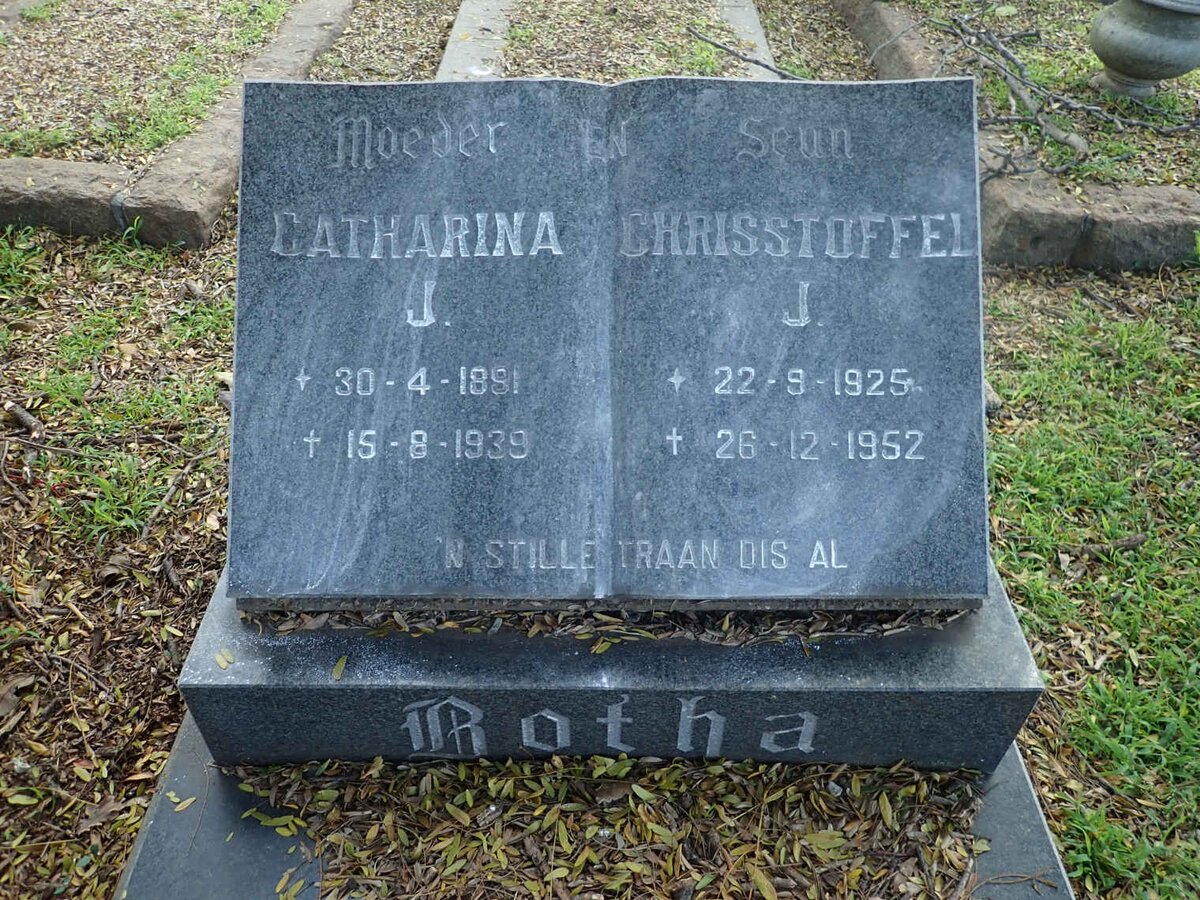 Moeder EN Seun
CATHARINA
J.
30-4-1891
† 15-8-1939
CHRISSTOFFEL
J.
22-9-1925
† 26-12-1952
'N STILLE TRAAN DIS AL
Rotha